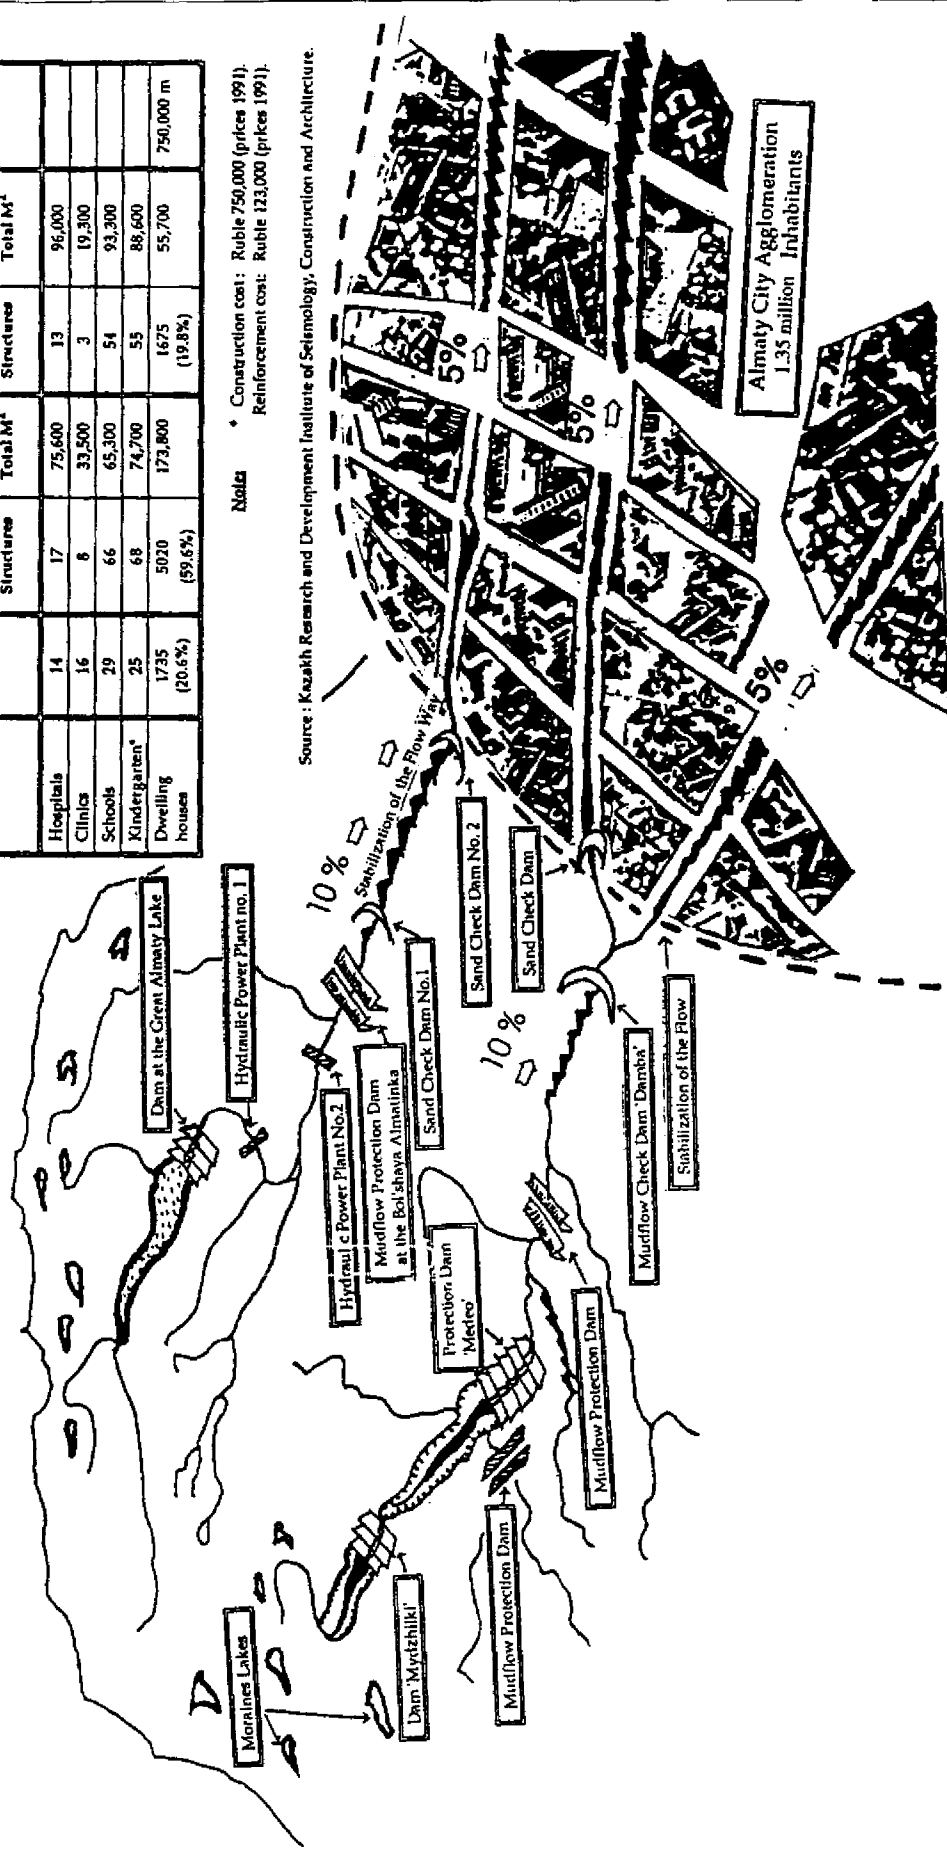 Structures Total M² Structures Total M²
Hospitals 14 17 75,600 13 96,000
Clinics 16 8 33,500 3 19,300
Schools 29 66 65,300 54 93,300
Kindergarten* 25 68 74,700 55 88,600
Dwelling houses 1735 (20.6%) 5020 (59.6%) 173,800 1675 (19.8%) 55,700 750,000 m
Notes * Construction cost: Ruble 750,000 (prices 1991).
Reinforcement cost: Ruble 123,000 (prices 1991).
Source: Kazakh Research and Development Institute of Seismology, Construction and Architecture.
Dam at the Great Almaty Lake
Hydraulic Power Plant no. 1
Hydraulic Power Plant No.2
Mudflow Protection Dam
at the Bol'shaya Almatinka
Sand Check Dam No.1
10 %
Stabilization of the Flow Way
Sand Check Dam No. 2
Sand Check Dam
10 %
5%
5%
5%
Almaty City Agglomeration
1.35 million Inhabitants
Moraines Lakes
Dam 'Mydzhilki'
Mudflow Protection Dam
Protection Dam
'Medeo'
Mudflow Protection Dam
Mudflow Check Dam 'Damba'
Stabilization of the Flow